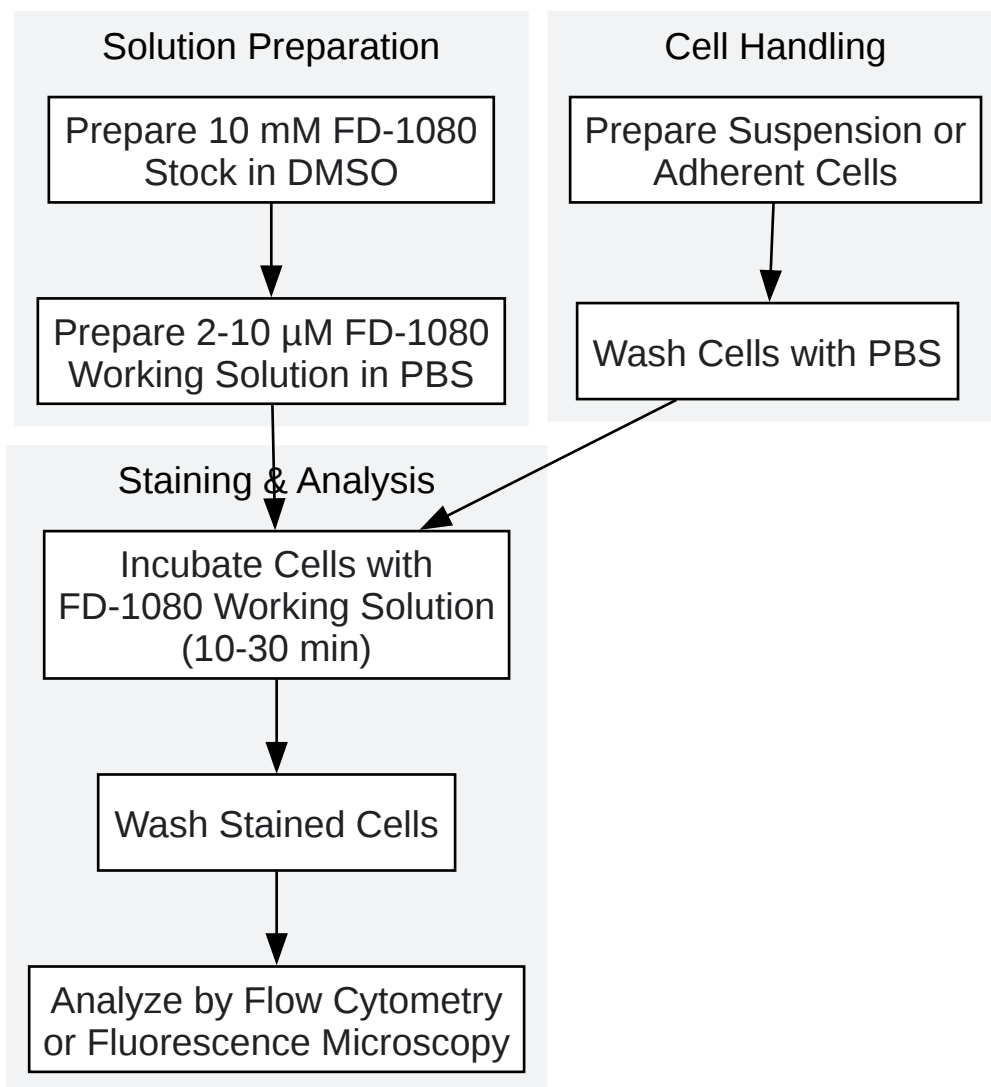 Solution Preparation
Prepare 10 mM FD-1080
Stock in DMSO
Prepare 2-10 µM FD-1080
Working Solution in PBS
Cell Handling
Prepare Suspension or
Adherent Cells
Wash Cells with PBS
Staining & Analysis
Incubate Cells with
FD-1080 Working Solution
(10-30 min)
Wash Stained Cells
Analyze by Flow Cytometry
or Fluorescence Microscopy